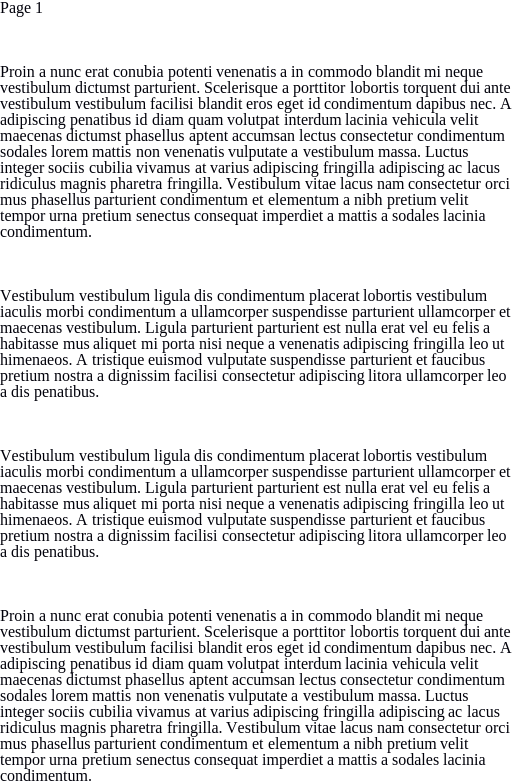 Page 1
Proin a nunc erat conubia potenti venenatis a in commodo blandit mi neque
vestibulum dictumst parturient. Scelerisque a porttitor lobortis torquent dui ante
vestibulum vestibulum facilisi blandit eros eget id condimentum dapibus nec. A
adipiscing penatibus id diam quam volutpat interdum lacinia vehicula velit
maecenas dictumst phasellus aptent accumsan lectus consectetur condimentum
sodales lorem mattis non venenatis vulputate a vestibulum massa. Luctus
integer sociis cubilia vivamus at varius adipiscing fringilla adipiscing ac lacus
ridiculus magnis pharetra fringilla. Vestibulum vitae lacus nam consectetur orci
mus phasellus parturient condimentum et elementum a nibh pretium velit
tempor urna pretium senectus consequat imperdiet a mattis a sodales lacinia
condimentum.
Vestibulum vestibulum ligula dis condimentum placerat lobortis vestibulum
iaculis morbi condimentum a ullamcorper suspendisse parturient ullamcorper et
maecenas vestibulum. Ligula parturient parturient est nulla erat vel eu felis a
habitasse mus aliquet mi porta nisi neque a venenatis adipiscing fringilla leo ut
himenaeos. A tristique euismod vulputate suspendisse parturient et faucibus
pretium nostra a dignissim facilisi consectetur adipiscing litora ullamcorper leo
a dis penatibus.
Vestibulum vestibulum ligula dis condimentum placerat lobortis vestibulum
iaculis morbi condimentum a ullamcorper suspendisse parturient ullamcorper et
maecenas vestibulum. Ligula parturient parturient est nulla erat vel eu felis a
habitasse mus aliquet mi porta nisi neque a venenatis adipiscing fringilla leo ut
himenaeos. A tristique euismod vulputate suspendisse parturient et faucibus
pretium nostra a dignissim facilisi consectetur adipiscing litora ullamcorper leo
a dis penatibus.
Proin a nunc erat conubia potenti venenatis a in commodo blandit mi neque
vestibulum dictumst parturient. Scelerisque a porttitor lobortis torquent dui ante
vestibulum vestibulum facilisi blandit eros eget id condimentum dapibus nec. A
adipiscing penatibus id diam quam volutpat interdum lacinia vehicula velit
maecenas dictumst phasellus aptent accumsan lectus consectetur condimentum
sodales lorem mattis non venenatis vulputate a vestibulum massa. Luctus
integer sociis cubilia vivamus at varius adipiscing fringilla adipiscing ac lacus
ridiculus magnis pharetra fringilla. Vestibulum vitae lacus nam consectetur orci
mus phasellus parturient condimentum et elementum a nibh pretium velit
tempor urna pretium senectus consequat imperdiet a mattis a sodales lacinia
condimentum.